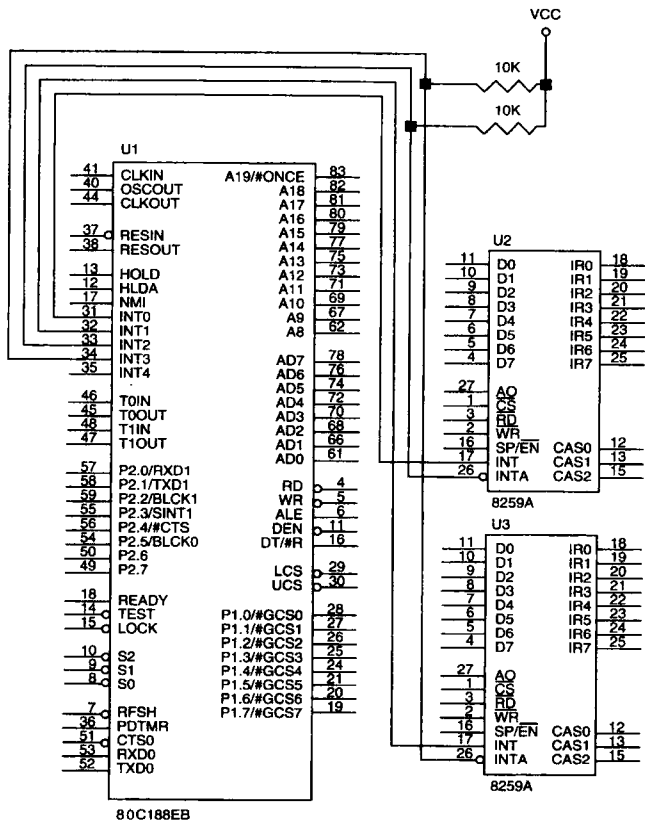 VCC
10K
10K
U1
41 CLKIN A19/#ONCE 83
40 OSCOUT A18 82
44 CLKOUT A17 81
A16 80
A15 79
37 RESIN A14 77
38 RESOUT A13 75
13 HOLD A12 73
12 HLDA A11 71
17 NMI A10 69
31 INT0 A9 67
32 INT1 A8 62
33 INT2
34 INT3 AD7 78
35 INT4 AD6 76
AD5 74
46 T0IN AD4 72
45 T0OUT AD3 70
48 T1IN AD2 68
47 T1OUT AD1 66
AD0 61
57 P2.0/RXD1
58 P2.1/TXD1 RD 4
59 P2.2/BLCK1 WR 5
55 P2.3/SINT1 ALE 6
56 P2.4/#CTS DEN 11
54 P2.5/BLCK0 DT/#R 16
50 P2.6
49 P2.7 LCS 29
UCS 30
18 READY
14 TEST P1.0/#GCS0 28
15 LOCK P1.1/#GCS1 27
P1.2/#GCS2 26
10 S2 P1.3/#GCS3 25
9 S1 P1.4/#GCS4 24
8 S0 P1.5/#GCS5 21
P1.6/#GCS6 20
7 RFSH P1.7/#GCS7 19
36 PDTMR
51 CTS0
53 RXD0
52 TXD0
80C188EB
U2
11 D0 IR0 18
10 D1 IR1 19
9 D2 IR2 20
8 D3 IR3 21
7 D4 IR4 22
6 D5 IR5 23
5 D6 IR6 24
4 D7 IR7 25
27 AO
1 CS
3 RD
2 WR
16 SP/EN CAS0 12
17 INT CAS1 13
26 INTA CAS2 15
8259A
U3
11 D0 IR0 18
10 D1 IR1 19
9 D2 IR2 20
8 D3 IR3 21
7 D4 IR4 22
6 D5 IR5 23
5 D6 IR6 24
4 D7 IR7 25
27 AO
1 CS
3 RD
2 WR
16 SP/EN CAS0 12
17 INT CAS1 13
26 INTA CAS2 15
8259A